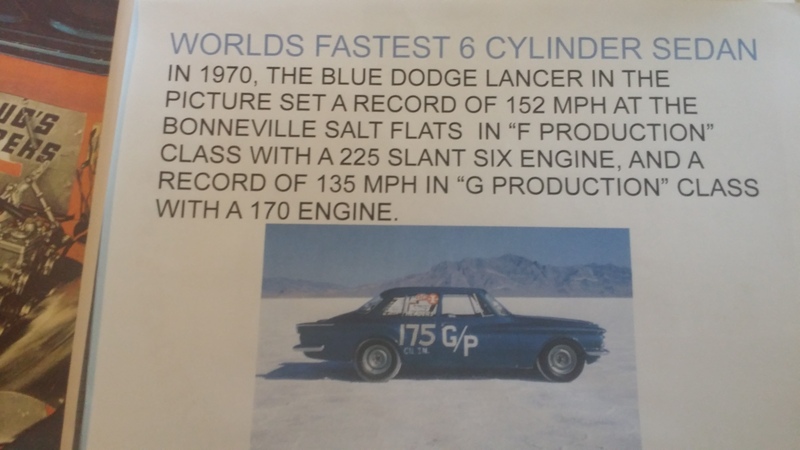 WORLDS FASTEST 6 CYLINDER SEDAN
IN 1970, THE BLUE DODGE LANCER IN THE
PICTURE SET A RECORD OF 152 MPH AT THE
BONNEVILLE SALT FLATS IN “F PRODUCTION”
CLASS WITH A 225 SLANT SIX ENGINE, AND A
RECORD OF 135 MPH IN “G PRODUCTION” CLASS
WITH A 170 ENGINE.
175 G/P